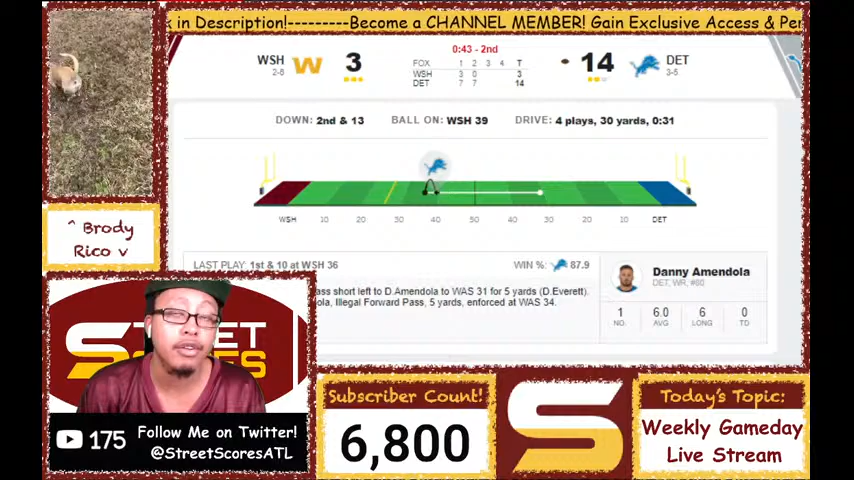 k in Description!---------Become a CHANNEL MEMBER! Gain Exclusive Access & Per
WSH
2-6
W
3
0:43 - 2nd
FOX 1 2 3 4 T
WSH 3 0 3
DET 7 7 14
14
DET
3-5
DOWN: 2nd & 13 BALL ON: WSH 39 DRIVE: 4 plays, 30 yards, 0:31
WSH 10 20 30 40 50 40 30 20 10 DET
^ Brody
Rico v
LAST PLAY: 1st & 10 at WSH 36 WIN %: 87.9
ass short left to D.Amendola to WAS 31 for 5 yards (D.Everett).
ola, Illegal Forward Pass, 5 yards, enforced at WAS 34.
Danny Amendola
DET, WR, #80
1 6.0 6 0
NO. AVG LONG TD
STREET
SCORES
175
Follow Me on Twitter!
@StreetScoresATL
Subscriber Count!
6,800
S
Today's Topic:
Weekly Gameday
Live Stream